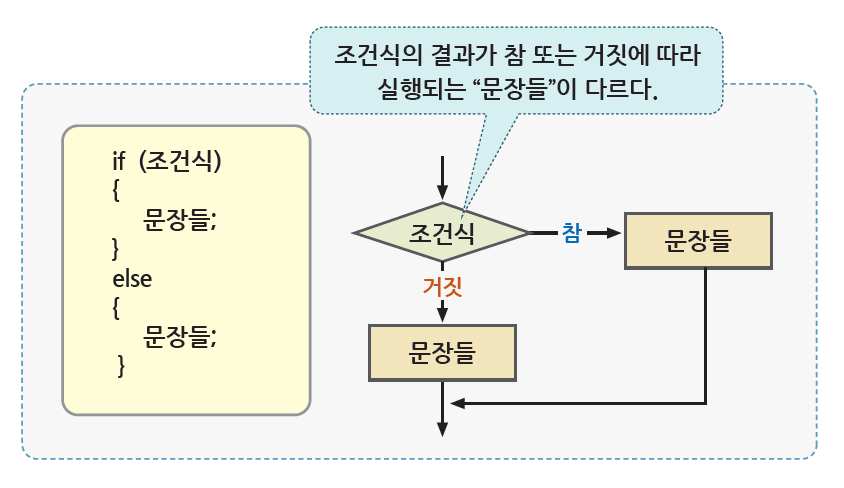 조건식의 결과가 참 또는 거짓에 따라
실행되는 “문장들”이 다르다.
if (조건식)
{
문장들;
}
else
{
문장들;
}
조건식
참
문장들
거짓
문장들